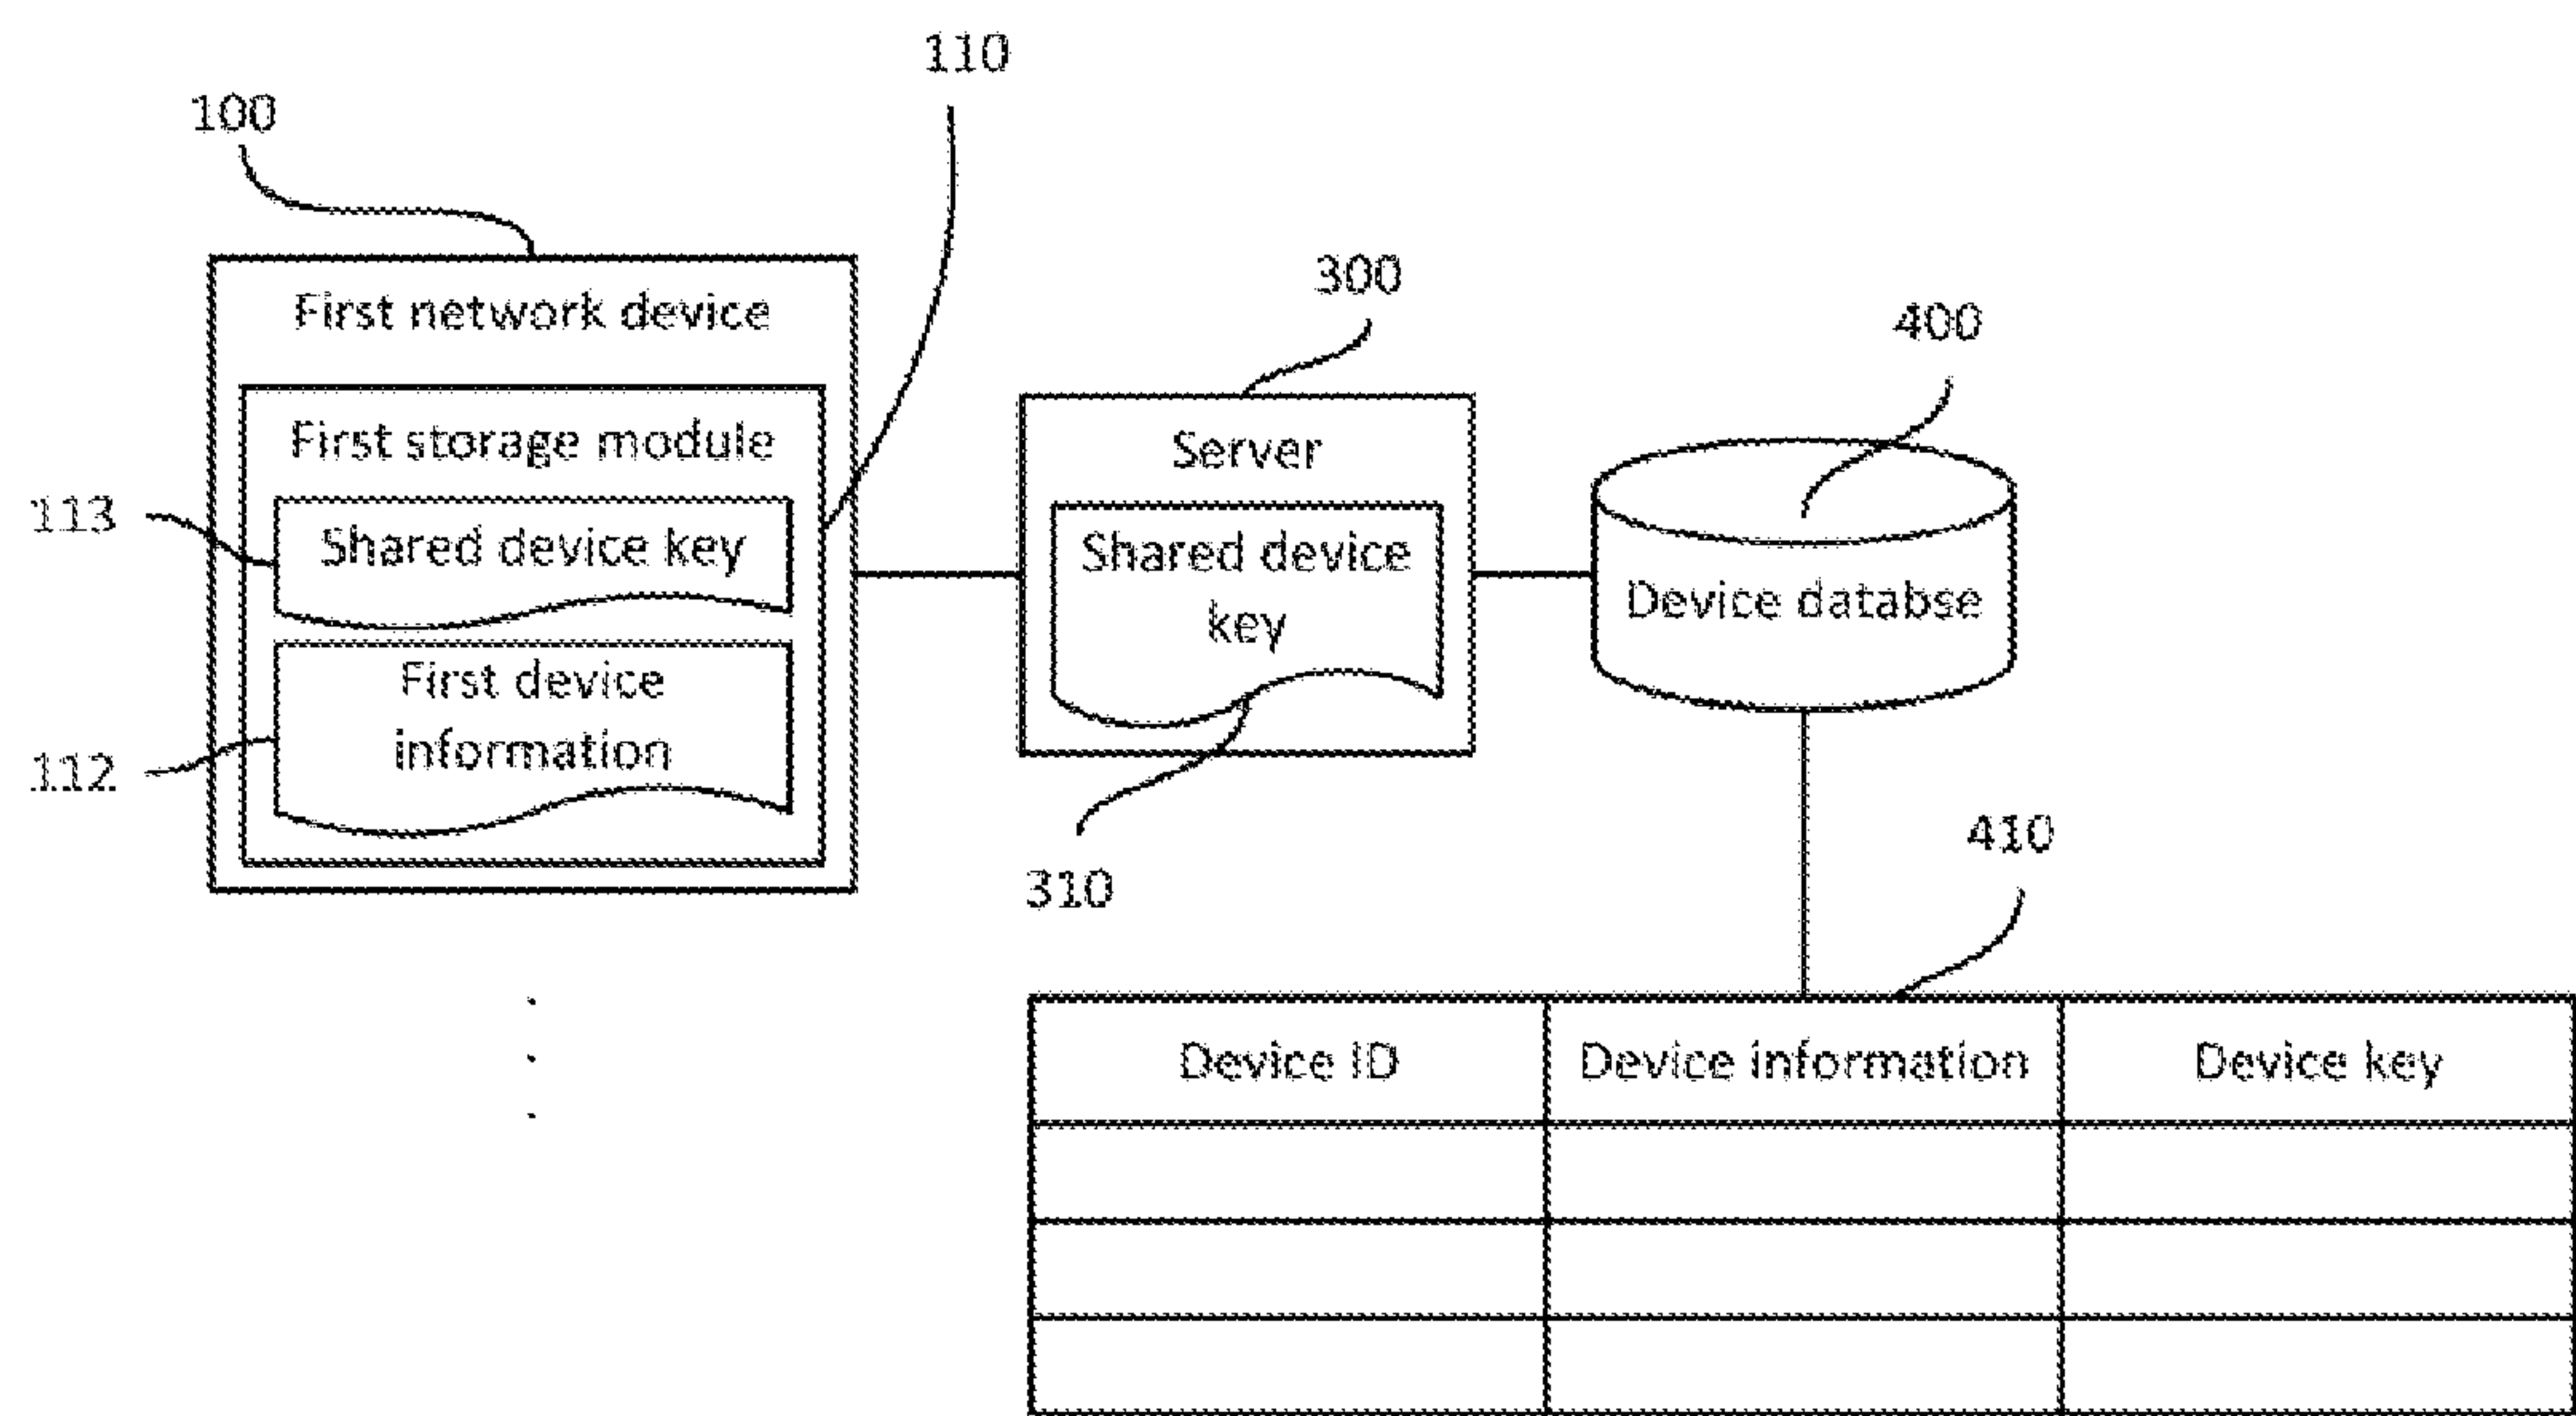 110
100
300
400
First network device
First storage module
Server
113
Shared device key
Shared device
key
Device databse
First device
information
112
310
410
Device ID
Device information
Device key